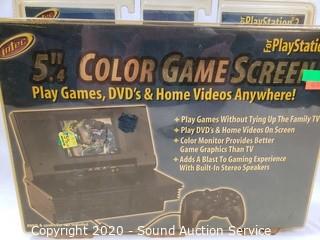 PlayStation 2
intec
for PlayStation
5".4 COLOR GAME SCREEN
Play Games, DVD's & Home Videos Anywhere!
• Play Games Without Tying Up The Family TV
• Play DVD's & Home Videos On Screen
• Color Monitor Provides Better
Game Graphics Than TV
• Adds A Blast To Gaming Experience
With Built-In Stereo Speakers
Copyright 2020 - Sound Auction Service